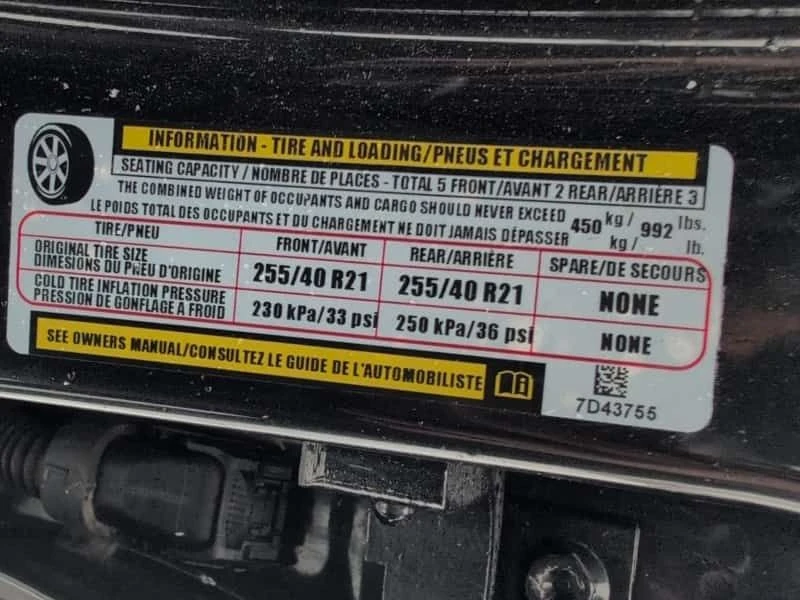 INFORMATION - TIRE AND LOADING/PNEUS ET CHARGEMENT
SEATING CAPACITY / NOMBRE DE PLACES - TOTAL 5 FRONT/AVANT 2 REAR/ARRIÈRE 3
THE COMBINED WEIGHT OF OCCUPANTS AND CARGO SHOULD NEVER EXCEED 450 kg / 992 lbs.
LE POIDS TOTAL DES OCCUPANTS ET DU CHARGEMENT NE DOIT JAMAIS DÉPASSER kg / lb.
TIRE/PNEU FRONT/AVANT REAR/ARRIÈRE SPARE/DE SECOURS
ORIGINAL TIRE SIZE
DIMESIONS DU PNEU D'ORIGINE 255/40 R21 255/40 R21 NONE
COLD TIRE INFLATION PRESSURE
PRESSION DE GONFLAGE A FROID 230 kPa/33 psi 250 kPa/36 psi NONE
SEE OWNERS MANUAL/CONSULTEZ LE GUIDE DE L'AUTOMOBILISTE
7D43755